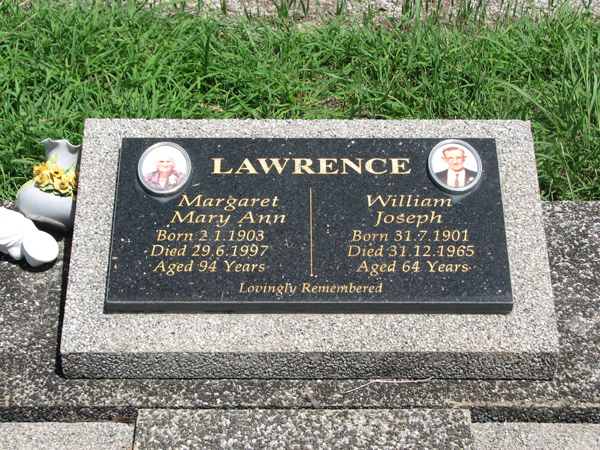 LAWRENCE
Margaret
Mary Ann
Born 2.1.1903
Died 29.6.1997
Aged 94 Years
William
Joseph
Born 31.7.1901
Died 31.12.1965
Aged 64 Years
Lovingly Remembered